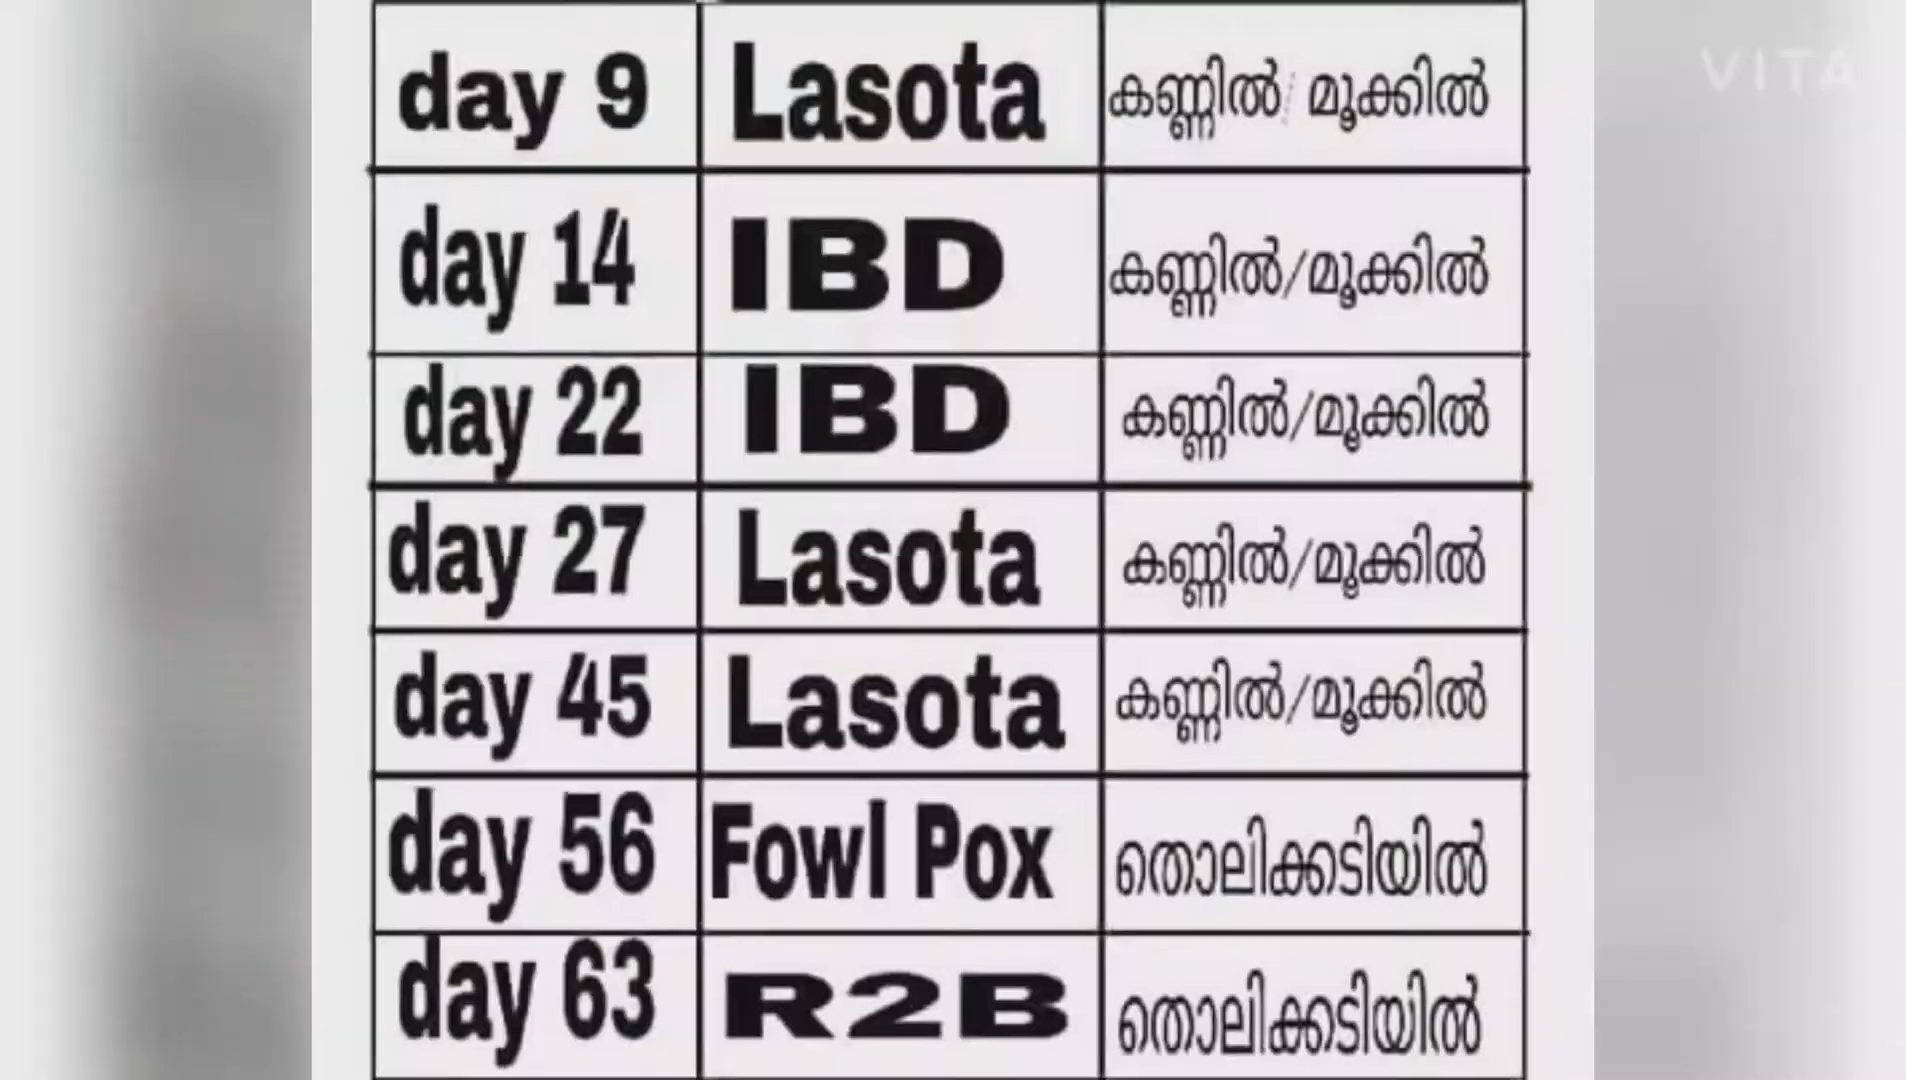 day 9 Lasota കണ്ണിൽ/ മൂക്കിൽ
day 14 IBD കണ്ണിൽ/മൂക്കിൽ
day 22 IBD കണ്ണിൽ/മൂക്കിൽ
day 27 Lasota കണ്ണിൽ/മൂക്കിൽ
day 45 Lasota കണ്ണിൽ/മൂക്കിൽ
day 56 Fowl Pox തൊലിക്കടിയിൽ
day 63 R2B തൊലിക്കടിയിൽ
VITA